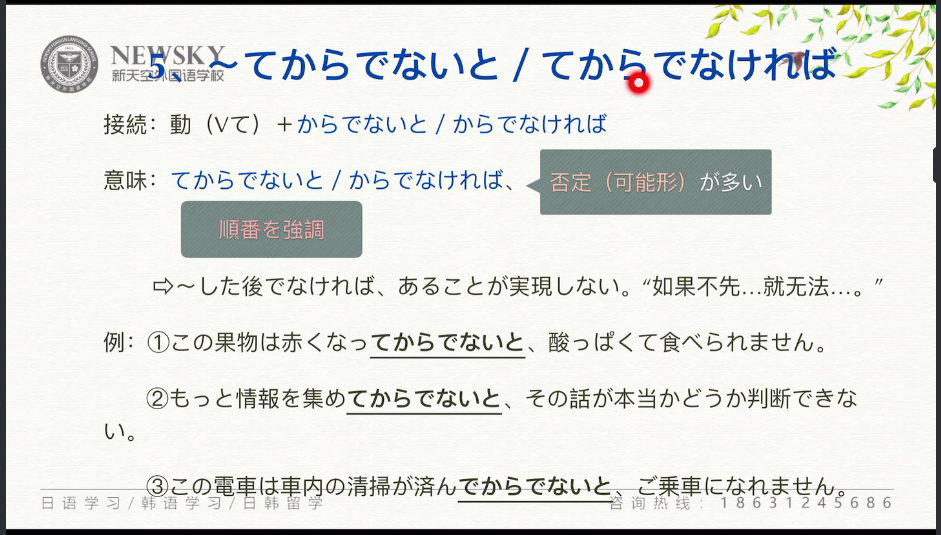 NEWSKY
新天空外国语学校
5、～てからでないと / てからでなければ
接続：動（Vて）＋からでないと / からでなければ
意味：てからでないと / からでなければ、
否定（可能形）が多い
順番を強調
⇨～した後でなければ、あることが実現しない。“如果不先…就无法…。”
例：①この果物は赤くなってからでないと、酸っぱくて食べられません。
②もっと情報を集めてからでないと、その話が本当かどうか判断できな
い。
③この電車は車内の清掃が済んでからでないと、ご乗車になれません。
日语学习/韩语学习/日韩留学
咨询热线：18631245686